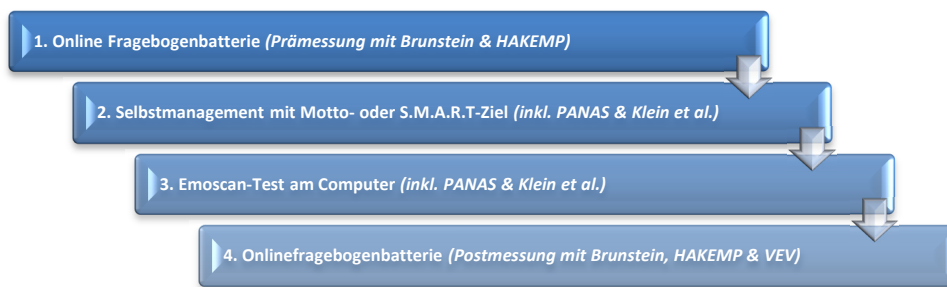 1. Online Fragebogenbatterie (Prämessung mit Brunstein & HAKEMP)
2. Selbstmanagement mit Motto- oder S.M.A.R.T-Ziel (inkl. PANAS & Klein et al.)
3. Emoscan-Test am Computer (inkl. PANAS & Klein et al.)
4. Onlinefragebogenbatterie (Postmessung mit Brunstein, HAKEMP & VEV)